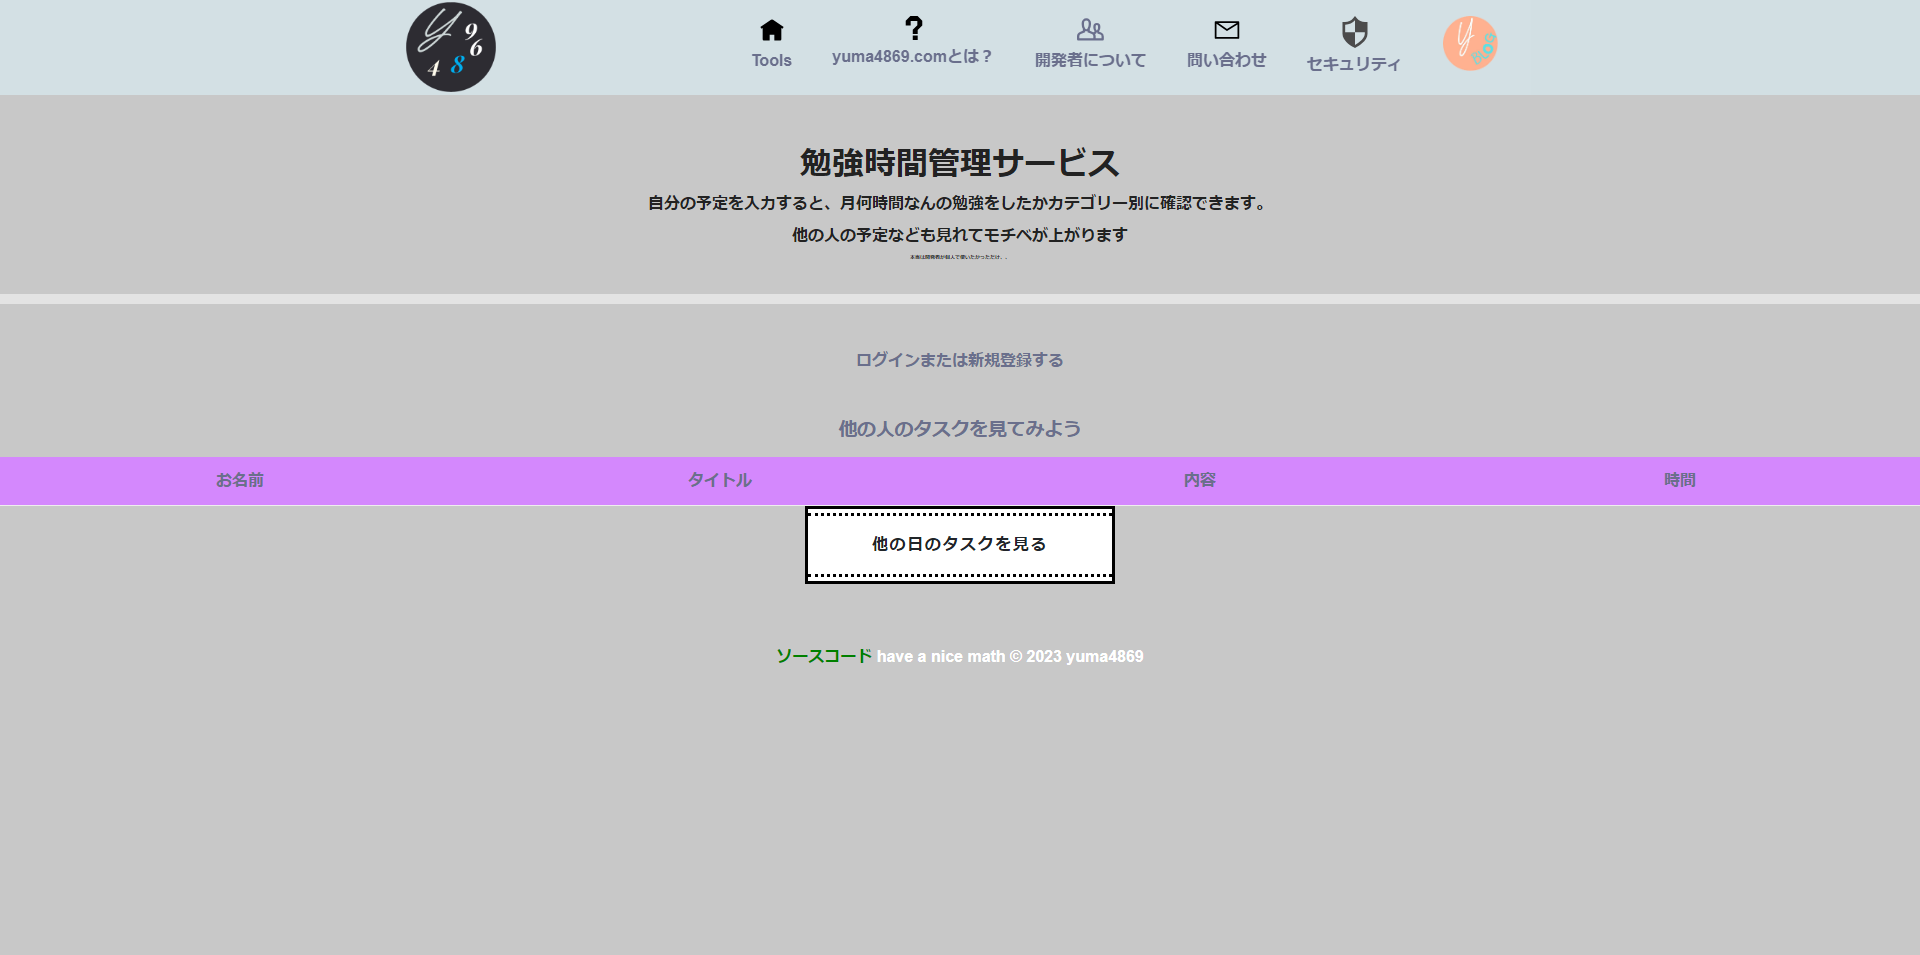 Y 9 6 4 8
Tools
yuma4869.comとは？
開発者について
問い合わせ
セキュリティ
Y
勉強時間管理サービス
自分の予定を入力すると、月何時間なんの勉強をしたかカテゴリー別に確認できます。
他の人の予定なども見れてモチベが上がります
ログインまたは新規登録する
他の人のタスクを見てみよう
お名前 タイトル 内容 時間
他の日のタスクを見る
ソースコード have a nice math © 2023 yuma4869